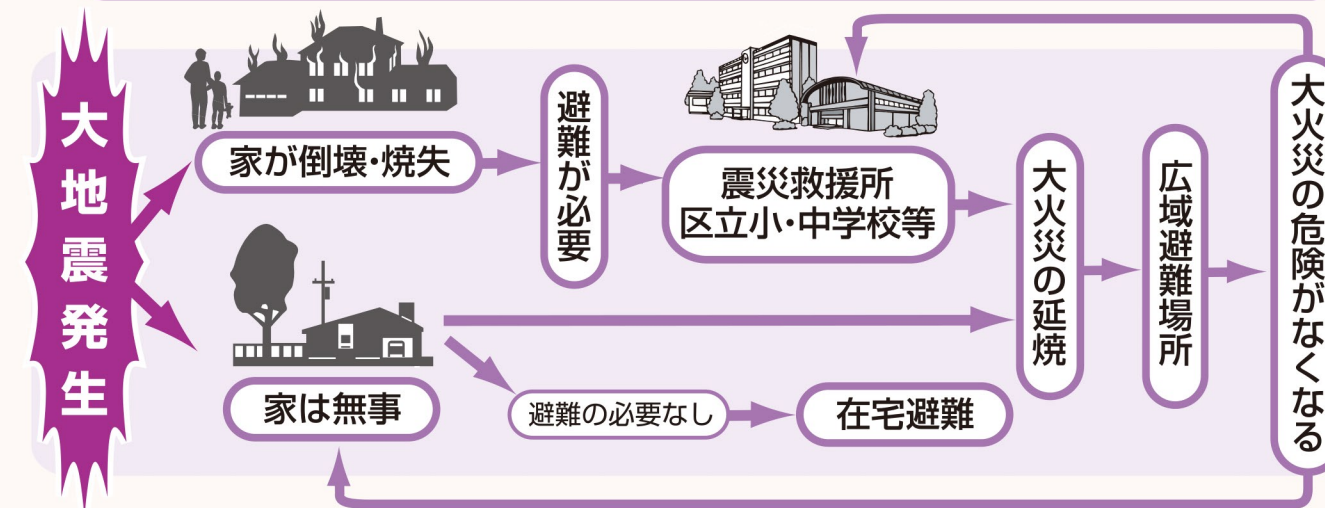 大地震発生
家が倒壊・焼失
避難が必要
震災救援所
区立小・中学校等
大火災の延焼
広域避難場所
大火災の危険がなくなる
家は無事
避難の必要なし
在宅避難